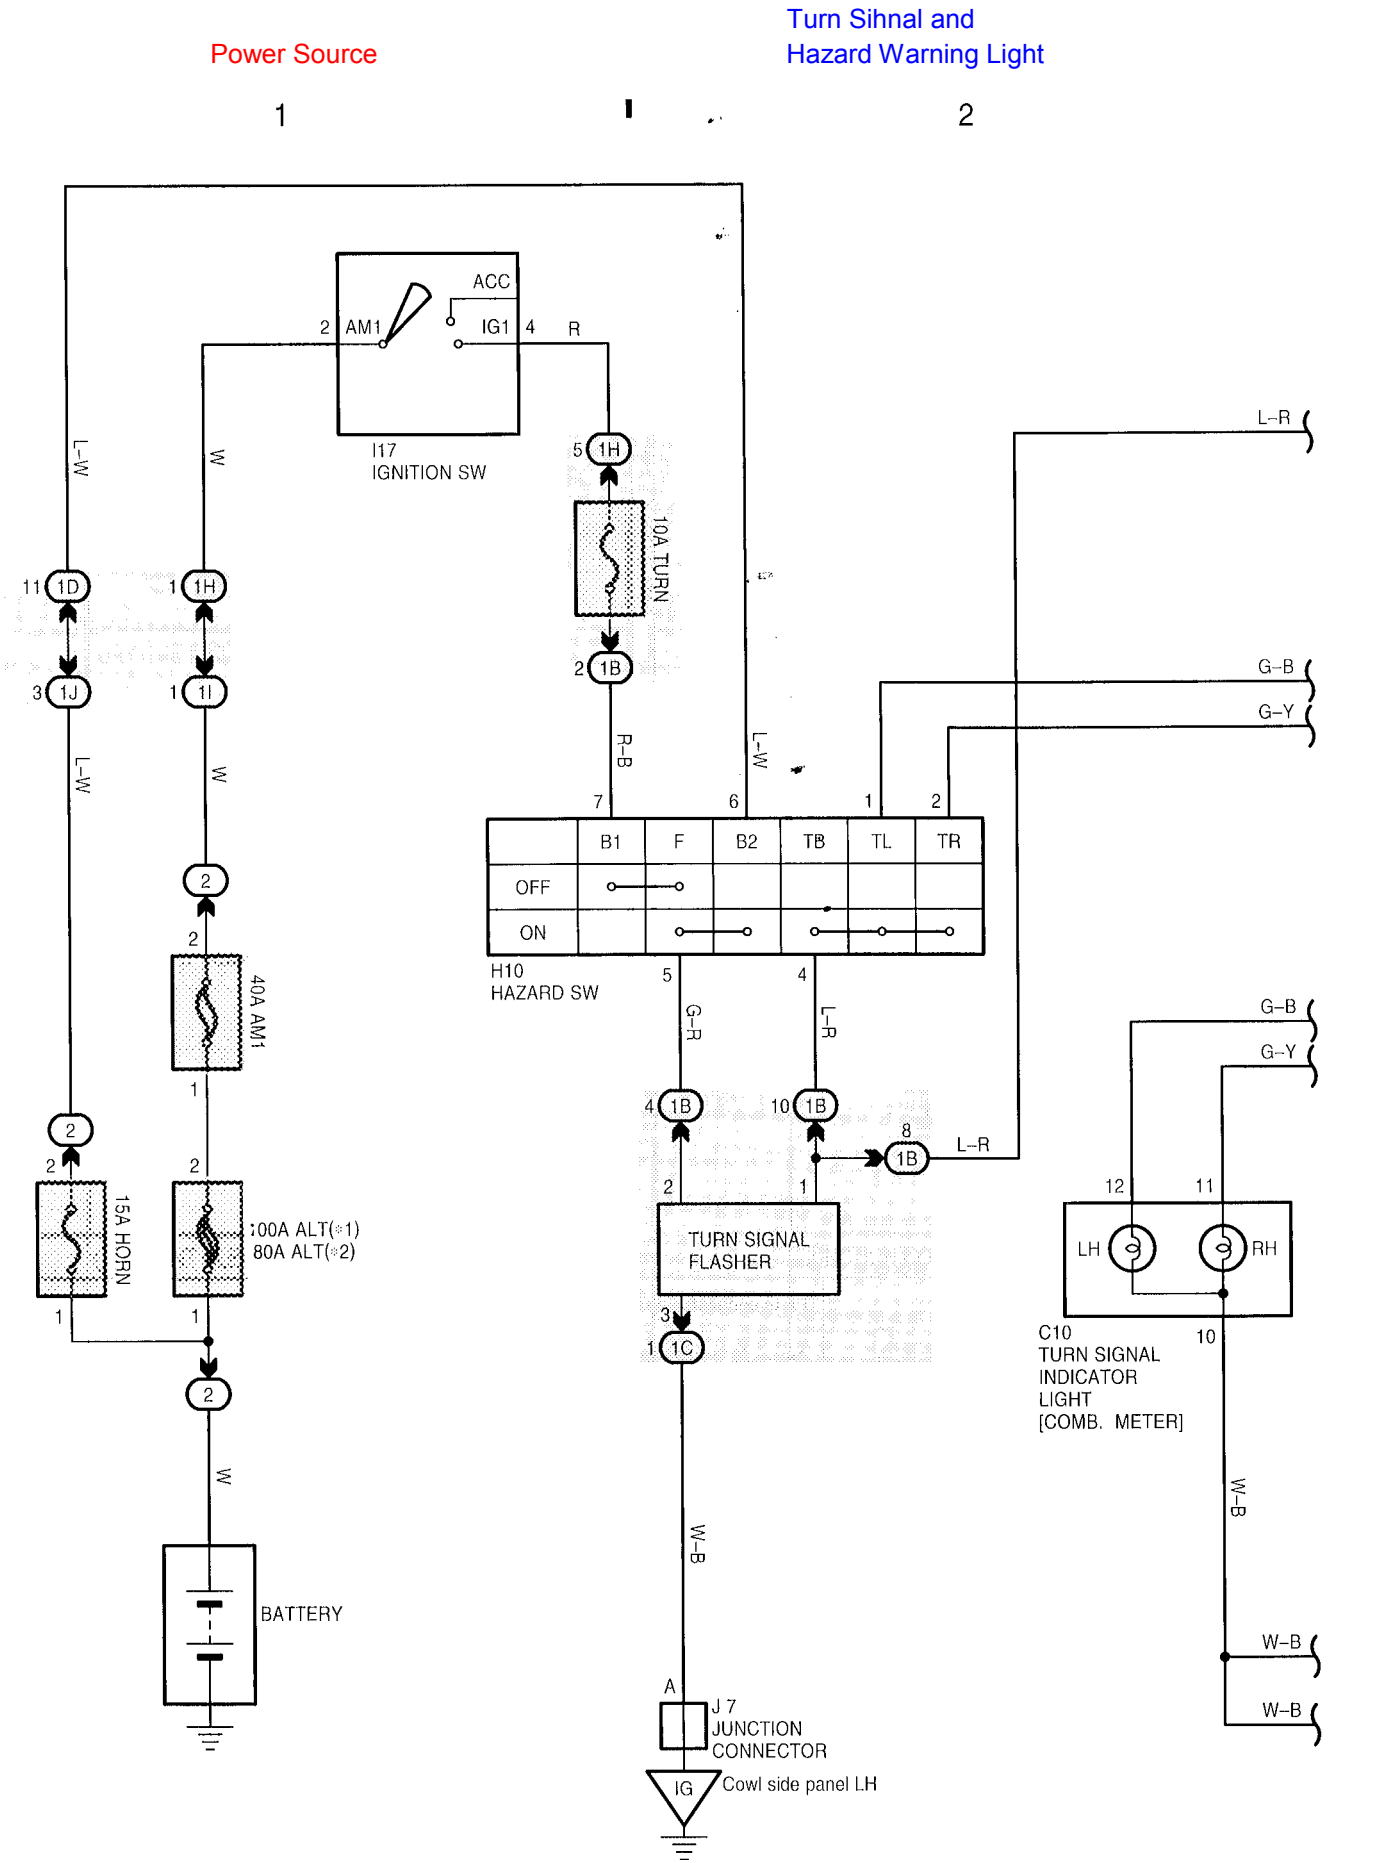 Turn Sihnal and
Power Source
Hazard Warning Light
1
2
ACC
2
AM1
IG1
4
R
I17
IGNITION SW
L-R
L-W
W
5
1H
10A TURN
11
1D
1
1H
2
1B
3
1J
1
1I
G-B
G-Y
L-W
W
R-B
L-W
7
6
1
2
B1
F
B2
TB
TL
TR
OFF
ON
H10
HAZARD SW
5
4
2
2
40A AM1
1
G-R
L-R
G-B
G-Y
4
1B
10
1B
8
1B
L-R
2
2
2
15A HORN
100A ALT(*1)
80A ALT(*2)
1
1
2
1
TURN SIGNAL
FLASHER
3
1
1C
12
11
LH
RH
C10
10
TURN SIGNAL
INDICATOR
LIGHT
[COMB. METER]
2
W
BATTERY
W-B
W-B
W-B
W-B
A
J 7
JUNCTION
CONNECTOR
IG
Cowl side panel LH